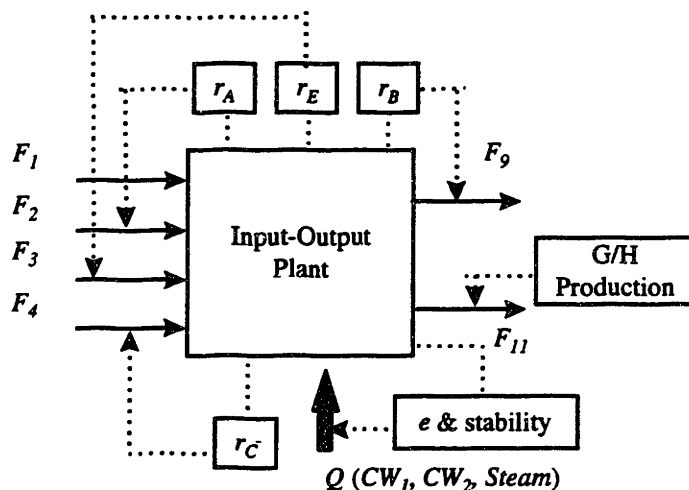 r_A
r_E
r_B
F_1
F_9
F_2
Input-Output
Plant
F_3
G/H
Production
F_4
F_11
r_C
e & stability
Q (CW_1, CW_2, Steam)